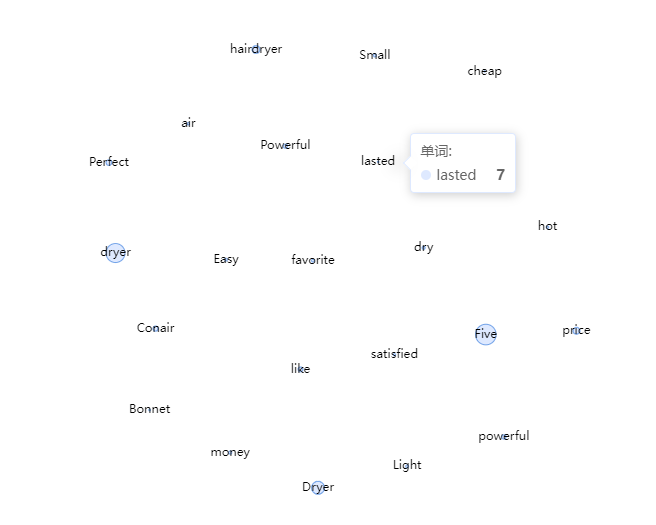 hairdryer
Small
cheap
air
Powerful
lasted
单词:
lasted 7
Perfect
hot
dryer
Easy
favorite
dry
Conair
Five
price
satisfied
like
Bonnet
powerful
money
Light
Dryer